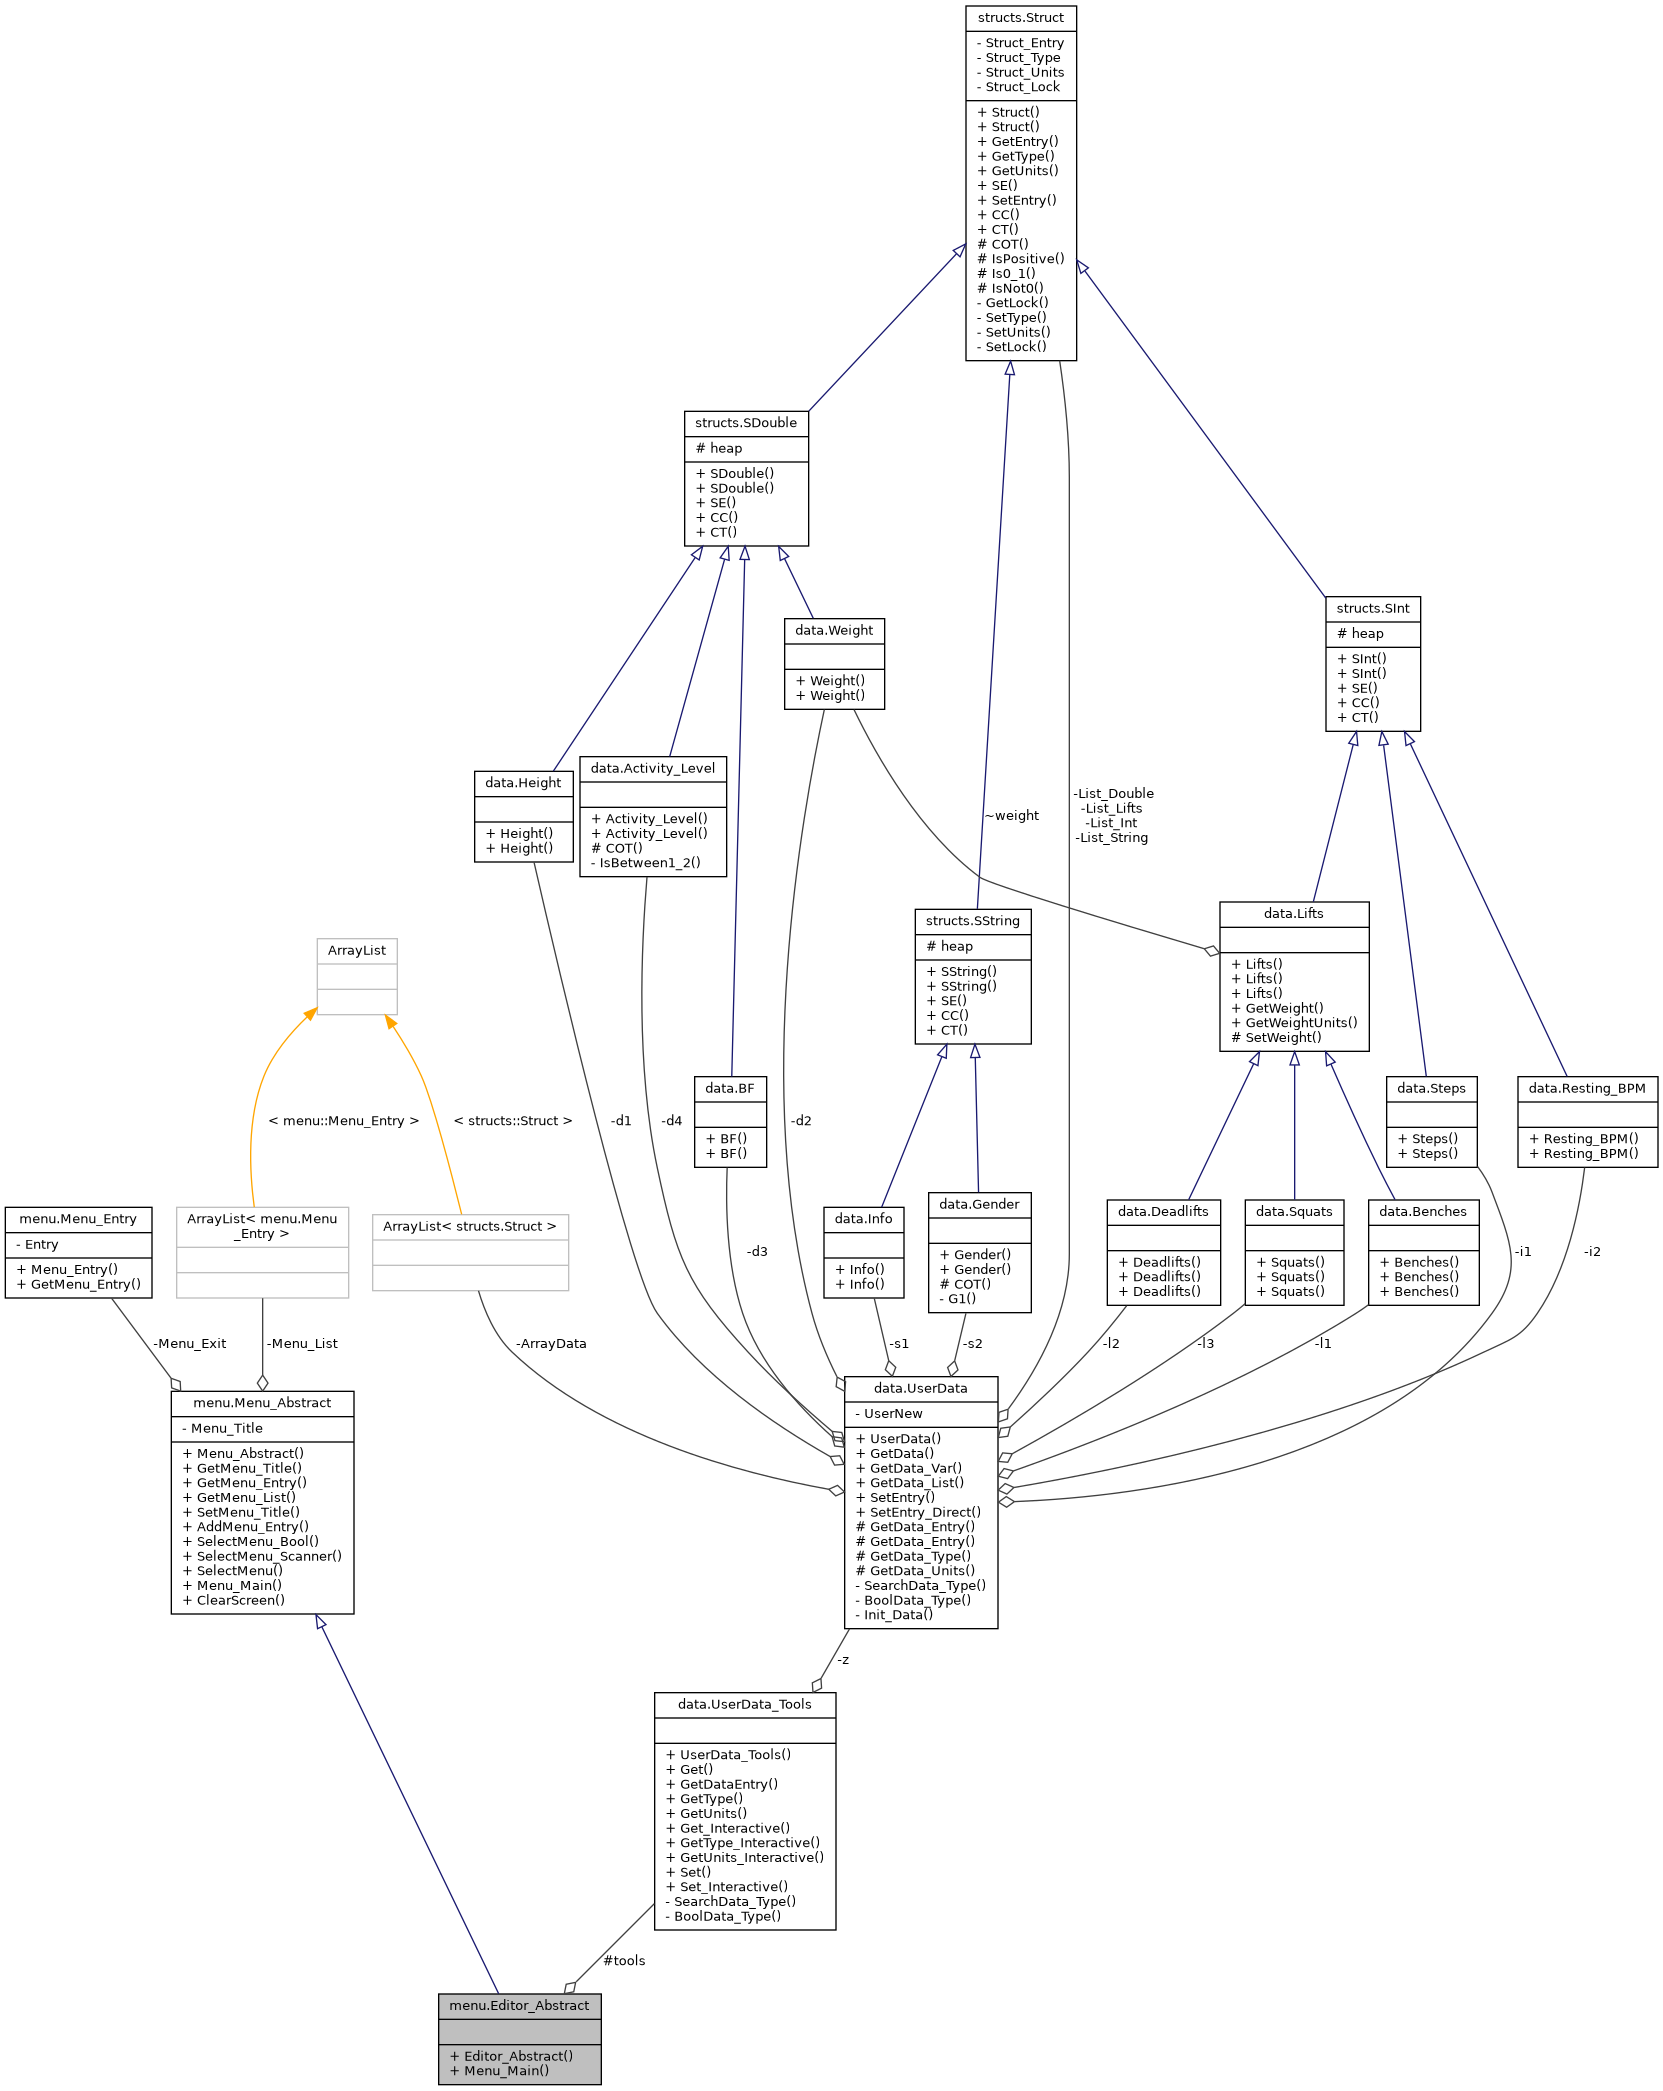 structs.Struct
- Struct_Entry
- Struct_Type
- Struct_Units
- Struct_Lock
+ Struct()
+ Struct()
+ GetEntry()
+ GetType()
+ GetUnits()
+ SE()
+ SetEntry()
+ CC()
+ CT()
# COT()
# IsPositive()
# Is0_1()
# IsNot0()
- GetLock()
- SetType()
- SetUnits()
- SetLock()
structs.SDouble
# heap
+ SDouble()
+ SDouble()
+ SE()
+ CC()
+ CT()
structs.SInt
# heap
+ SInt()
+ SInt()
+ SE()
+ CC()
+ CT()
data.Weight
+ Weight()
+ Weight()
data.Height
+ Height()
+ Height()
data.Activity_Level
+ Activity_Level()
+ Activity_Level()
# COT()
- IsBetween1_2()
~weight
-List_Double
-List_Lifts
-List_Int
-List_String
structs.SString
# heap
+ SString()
+ SString()
+ SE()
+ CC()
+ CT()
data.Lifts
+ Lifts()
+ Lifts()
+ Lifts()
+ GetWeight()
+ GetWeightUnits()
# SetWeight()
ArrayList
< menu::Menu_Entry >
< structs::Struct >
-d1
-d4
data.BF
+ BF()
+ BF()
-d2
data.Steps
+ Steps()
+ Steps()
data.Resting_BPM
+ Resting_BPM()
+ Resting_BPM()
menu.Menu_Entry
- Entry
+ Menu_Entry()
+ GetMenu_Entry()
ArrayList< menu.Menu
_Entry >
ArrayList< structs.Struct >
-d3
data.Info
+ Info()
+ Info()
data.Gender
+ Gender()
+ Gender()
# COT()
- G1()
data.Deadlifts
+ Deadlifts()
+ Deadlifts()
+ Deadlifts()
data.Squats
+ Squats()
+ Squats()
+ Squats()
data.Benches
+ Benches()
+ Benches()
+ Benches()
-i1
-i2
-Menu_Exit
-Menu_List
-ArrayData
-s1
-s2
-l2
-l3
-l1
menu.Menu_Abstract
- Menu_Title
+ Menu_Abstract()
+ GetMenu_Title()
+ GetMenu_Entry()
+ GetMenu_List()
+ SetMenu_Title()
+ AddMenu_Entry()
+ SelectMenu_Bool()
+ SelectMenu_Scanner()
+ SelectMenu()
+ Menu_Main()
+ ClearScreen()
data.UserData
- UserNew
+ UserData()
+ GetData()
+ GetData_Var()
+ GetData_List()
+ SetEntry()
+ SetEntry_Direct()
# GetData_Entry()
# GetData_Entry()
# GetData_Type()
# GetData_Units()
- SearchData_Type()
- BoolData_Type()
- Init_Data()
-z
data.UserData_Tools
+ UserData_Tools()
+ Get()
+ GetDataEntry()
+ GetType()
+ GetUnits()
+ Get_Interactive()
+ GetType_Interactive()
+ GetUnits_Interactive()
+ Set()
+ Set_Interactive()
- SearchData_Type()
- BoolData_Type()
#tools
menu.Editor_Abstract
+ Editor_Abstract()
+ Menu_Main()